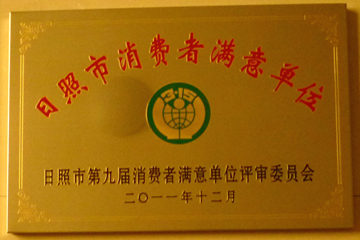 日照市消费者满意单位
日照市第九届消费者满意单位评审委员会
二〇一一年十二月